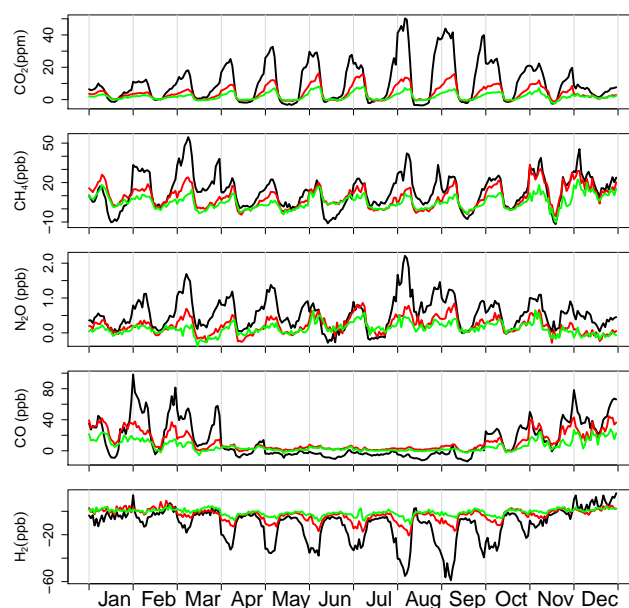 CO₂(ppm)
0
20
40
CH₄(ppb)
−10
20
50
N₂O (ppb)
0.0
1.0
2.0
CO (ppb)
0
40
80
H₂(ppb)
−60
−20
Jan Feb Mar Apr May Jun Jul Aug Sep Oct Nov Dec